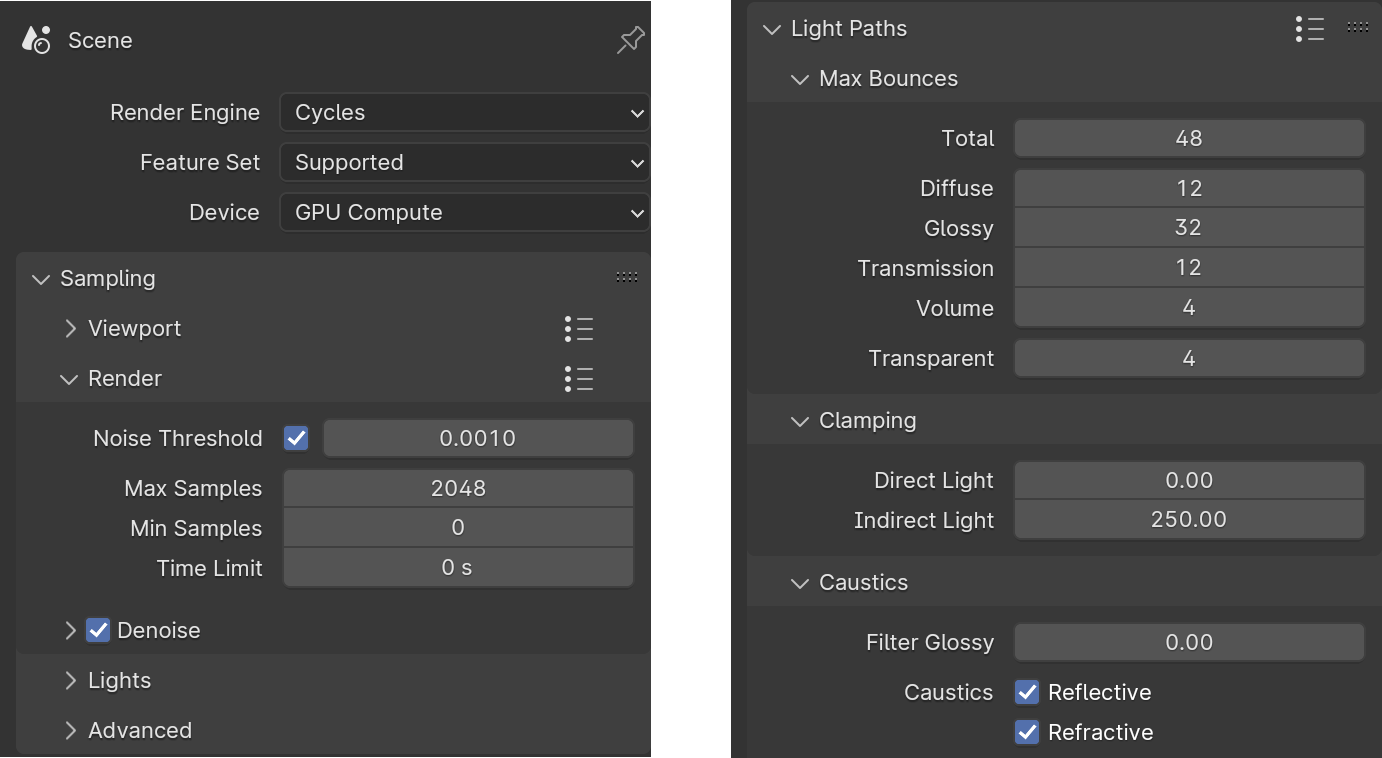 Scene
Render Engine Cycles
Feature Set Supported
Device GPU Compute
Sampling
Viewport
Render
Noise Threshold 0.0010
Max Samples 2048
Min Samples 0
Time Limit 0 s
Denoise
Lights
Advanced
Light Paths
Max Bounces
Total 48
Diffuse 12
Glossy 32
Transmission 12
Volume 4
Transparent 4
Clamping
Direct Light 0.00
Indirect Light 250.00
Caustics
Filter Glossy 0.00
Caustics Reflective
Refractive